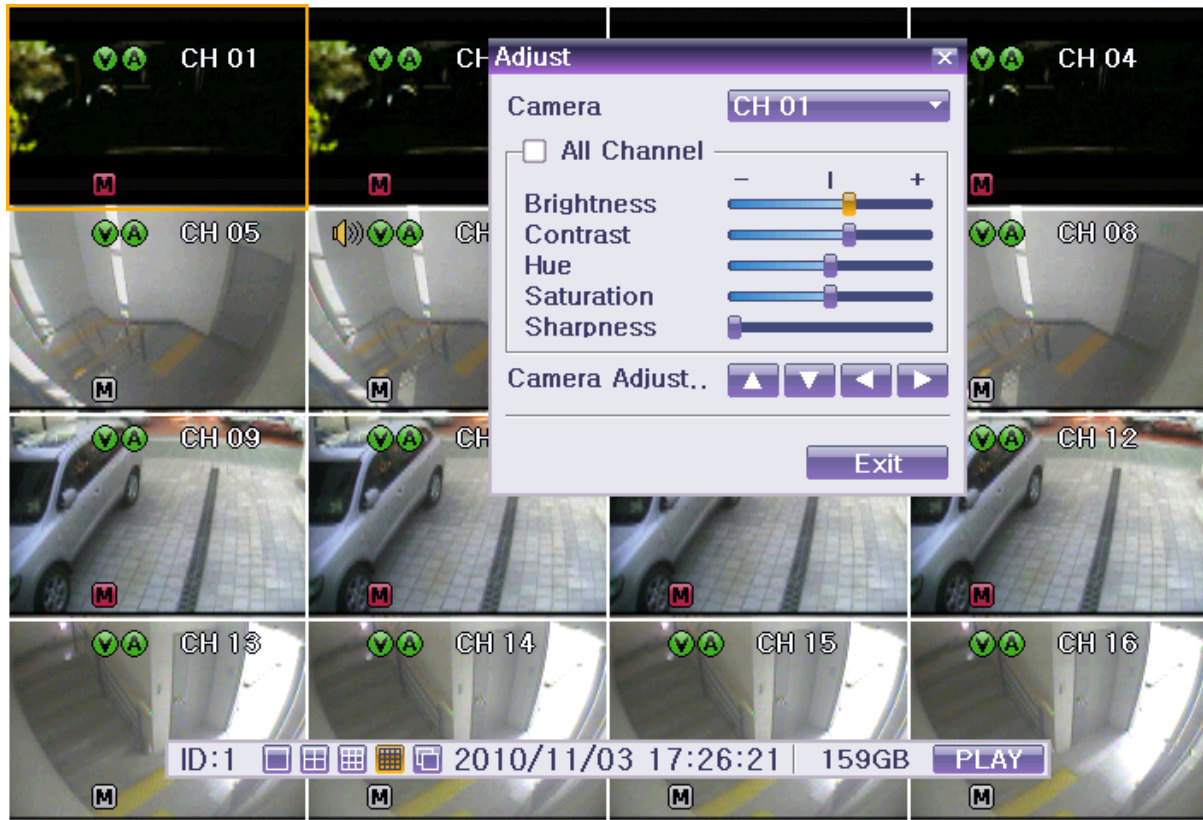 CH 01
CH
CH 04
Adjust
Camera
CH 01
All Channel
− I +
Brightness
Contrast
Hue
Saturation
Sharpness
Camera Adjust..
Exit
M
M
M
V A CH 05
V A CH
V A CH 08
M
M
M
V A CH 09
V A CH
V A CH 12
M
M
M
M
V A CH 13
V A CH 14
V A CH 15
V A CH 16
ID:1 2010/11/03 17:26:21 159GB PLAY
M
M
M
M